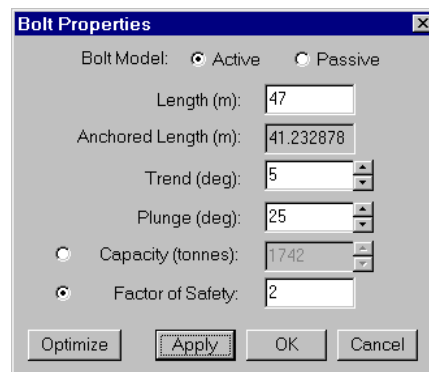 Bolt Properties
Bolt Model: Active Passive
Length (m): 47
Anchored Length (m): 41.232878
Trend (deg): 5
Plunge (deg): 25
Capacity (tonnes): 1742
Factor of Safety: 2
Optimize Apply OK Cancel